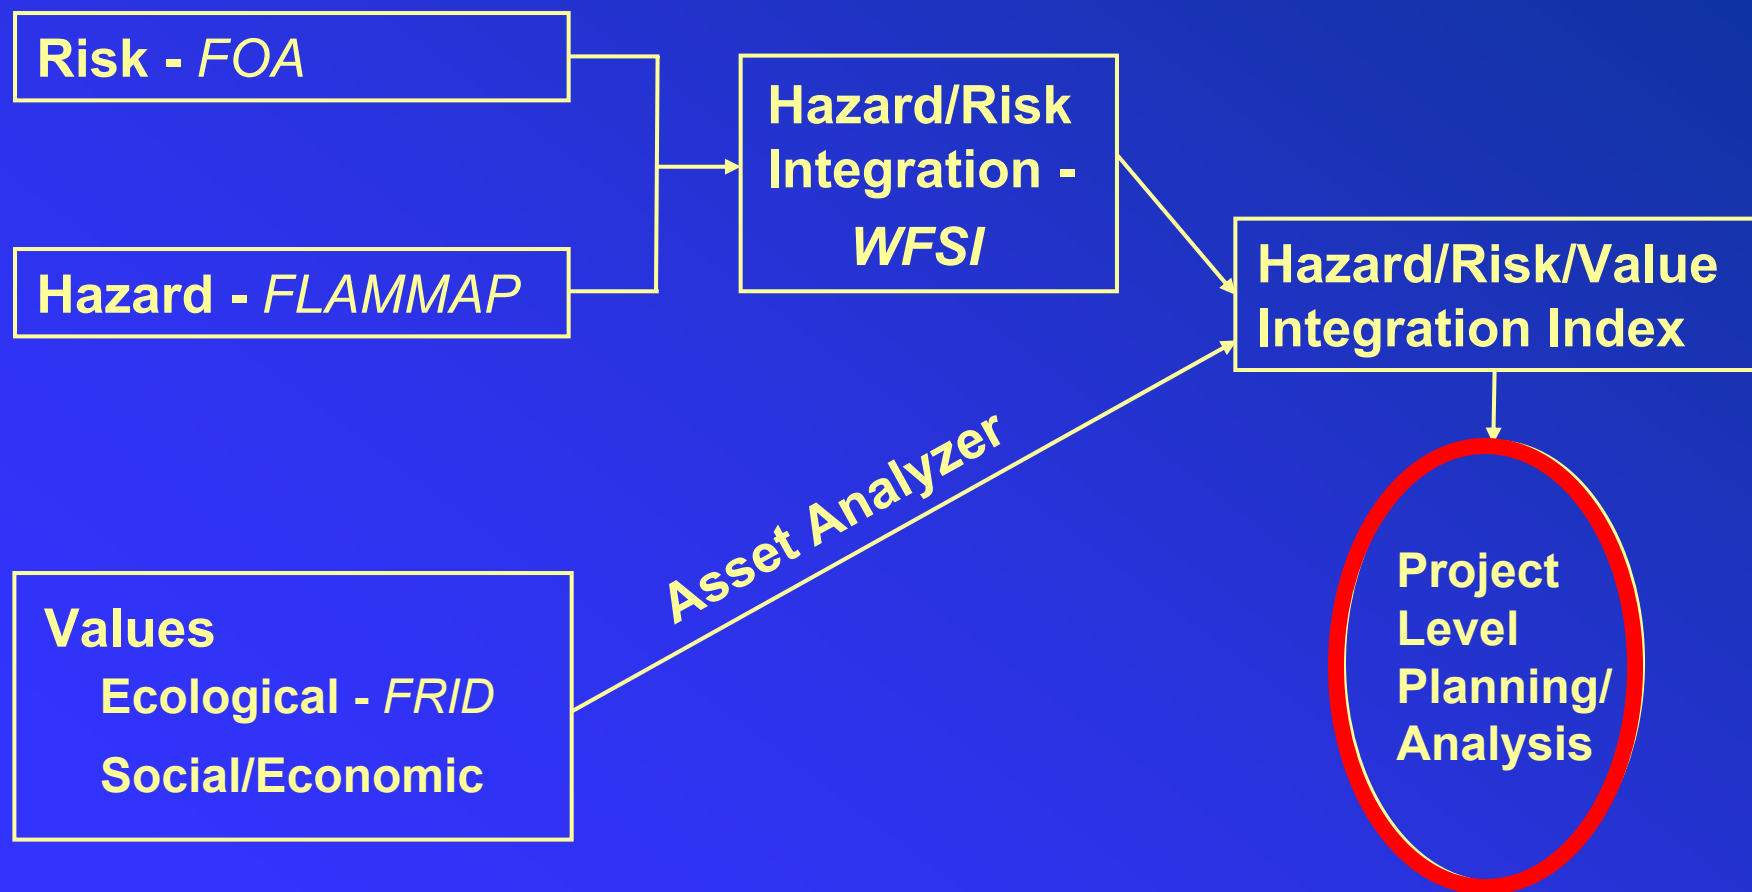 Risk - FOA
Hazard - FLAMMAP
Hazard/Risk
Integration -
WFSI
Hazard/Risk/Value
Integration Index
Asset Analyzer
Values
Ecological - FRID
Social/Economic
Project
Level
Planning/
Analysis